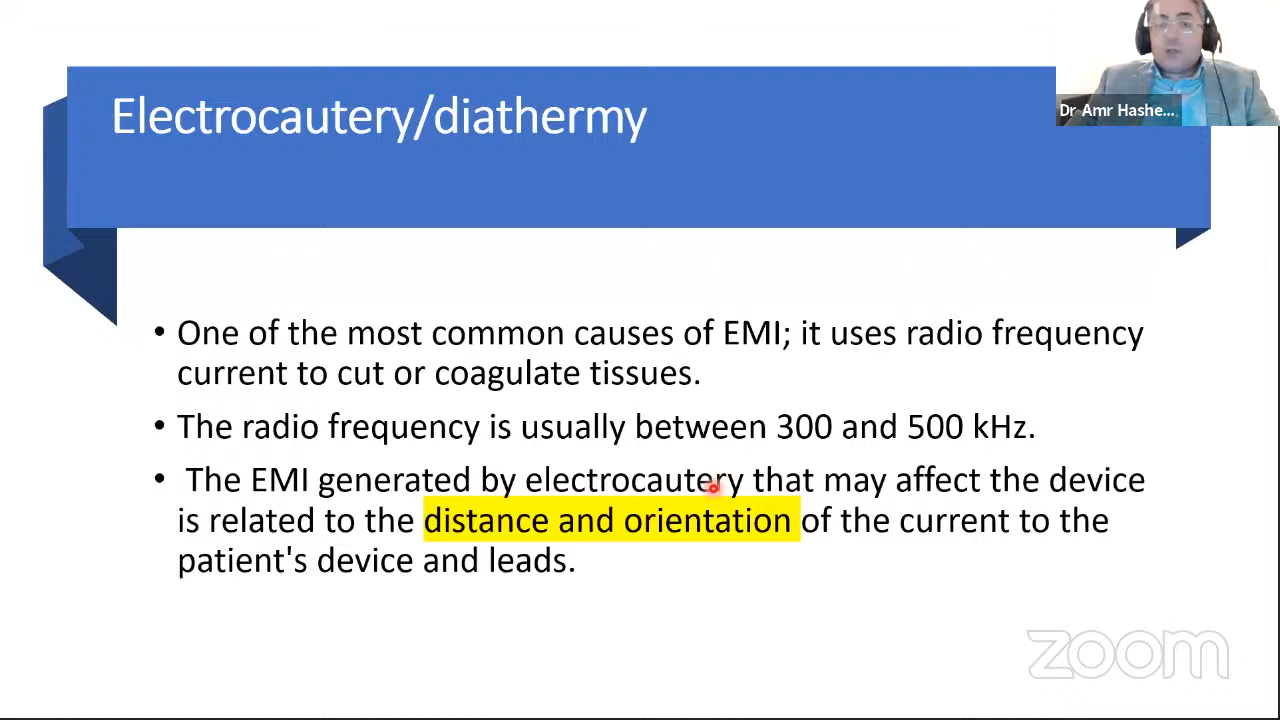 Electrocautery/diathermy
Dr Amr Hashe...
• One of the most common causes of EMI; it uses radio frequency
current to cut or coagulate tissues.
• The radio frequency is usually between 300 and 500 kHz.
• The EMI generated by electrocautery that may affect the device
is related to the distance and orientation of the current to the
patient's device and leads.
zoom